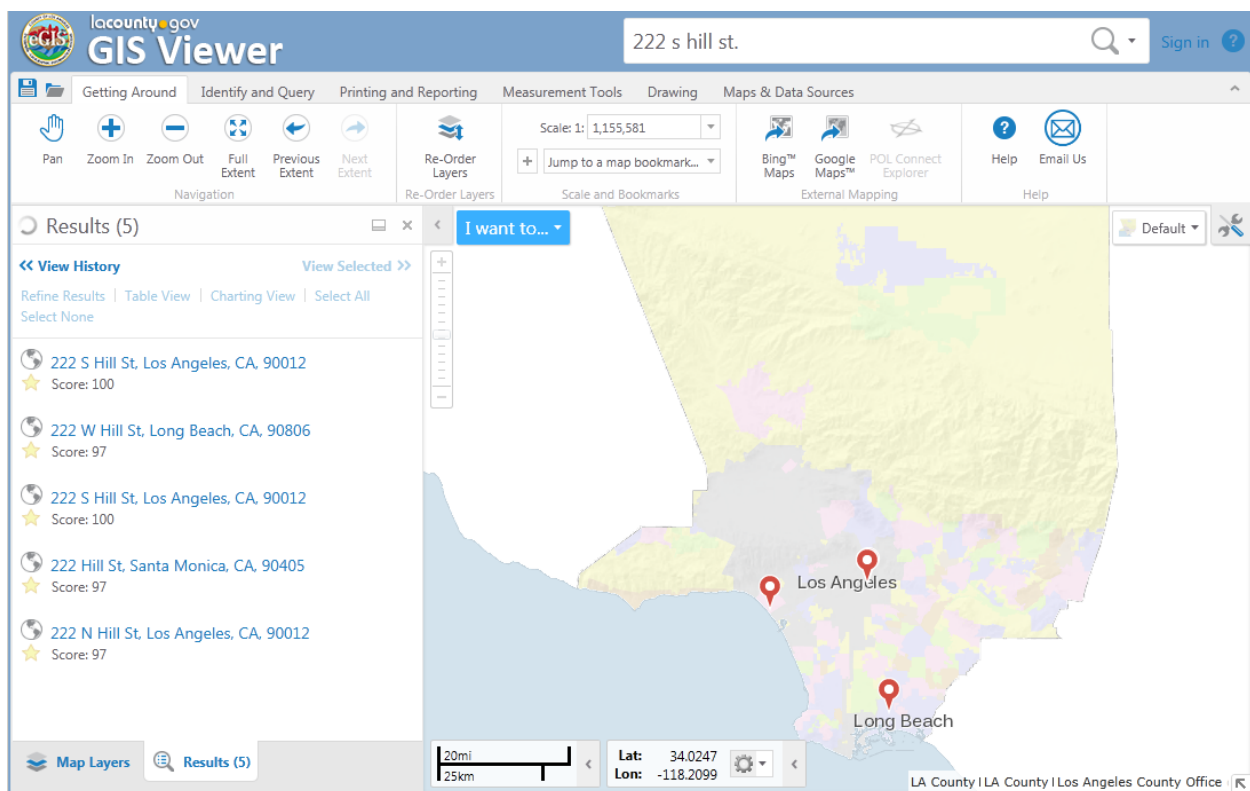 lacounty.gov
eGIS
GIS Viewer
222 s hill st.
Sign in
?
Getting Around
Identify and Query
Printing and Reporting
Measurement Tools
Drawing
Maps & Data Sources
Pan
Zoom In
Zoom Out
Full
Extent
Previous
Extent
Next
Extent
Navigation
Re-Order
Layers
Re-Order Layers
Scale: 1: 1,155,581
+ Jump to a map bookmark...
Scale and Bookmarks
Bing™
Maps
Google
Maps™
POL Connect
Explorer
External Mapping
?
Help
Email Us
Help
Results (5)
I want to...
Default
View History
View Selected
Refine Results | Table View | Charting View | Select All
Select None
222 S Hill St, Los Angeles, CA, 90012
Score: 100
222 W Hill St, Long Beach, CA, 90806
Score: 97
222 S Hill St, Los Angeles, CA, 90012
Score: 100
222 Hill St, Santa Monica, CA, 90405
Score: 97
222 N Hill St, Los Angeles, CA, 90012
Score: 97
Los Angeles
Long Beach
Map Layers
Results (5)
20mi
25km
Lat: 34.0247
Lon: -118.2099
LA County | LA County | Los Angeles County Office